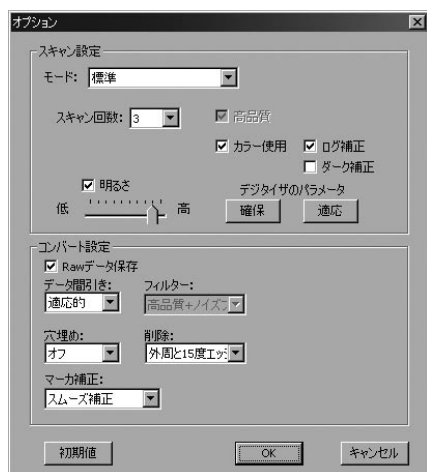 オプション
スキャン設定
モード: 標準
スキャン回数: 3
高品質
カラー使用
ログ補正
ダーク補正
明るさ
低
高
デジタイザのパラメータ
確保
適応
コンバート設定
Rawデータ保存
データ間引き:
フィルター:
適応的
高品質+ノイズフ
穴埋め:
削除:
オフ
外周と15度エッジ
マーカ補正:
スムーズ補正
初期値
OK
キャンセル